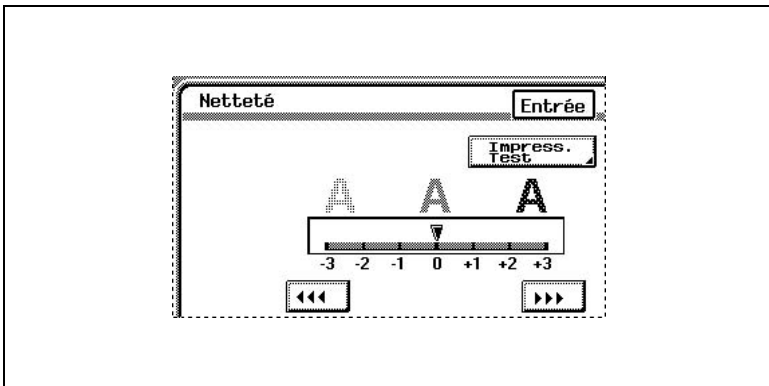 Netteté
Entrée
Impress.
Test
A A A
-3 -2 -1 0 +1 +2 +3